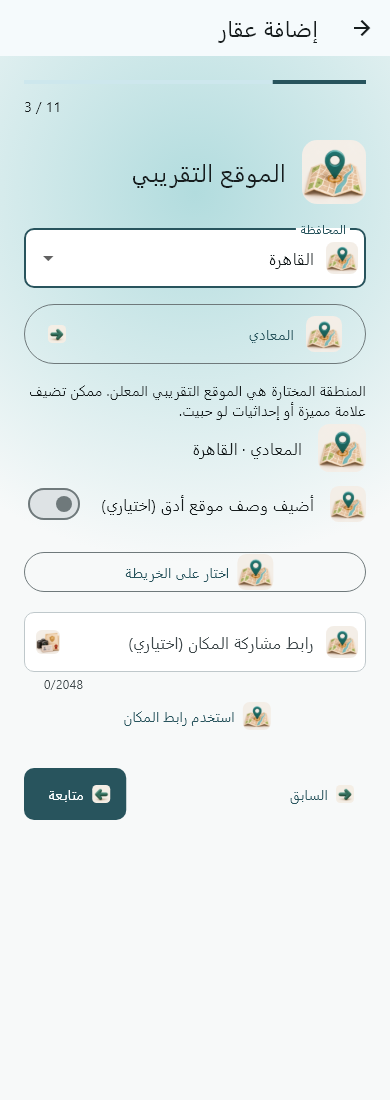 إضافة عقار
3 / 11
الموقع التقريبي
المحافظة
القاهرة
المعادي
المنطقة المختارة هي الموقع التقريبي المعلن. ممكن تضيف
علامة مميزة أو إحداثيات لو حبيت.
المعادي · القاهرة
أضيف وصف موقع أدق (اختياري)
اختار على الخريطة
رابط مشاركة المكان (اختياري)
0/2048
استخدم رابط المكان
السابق
متابعة